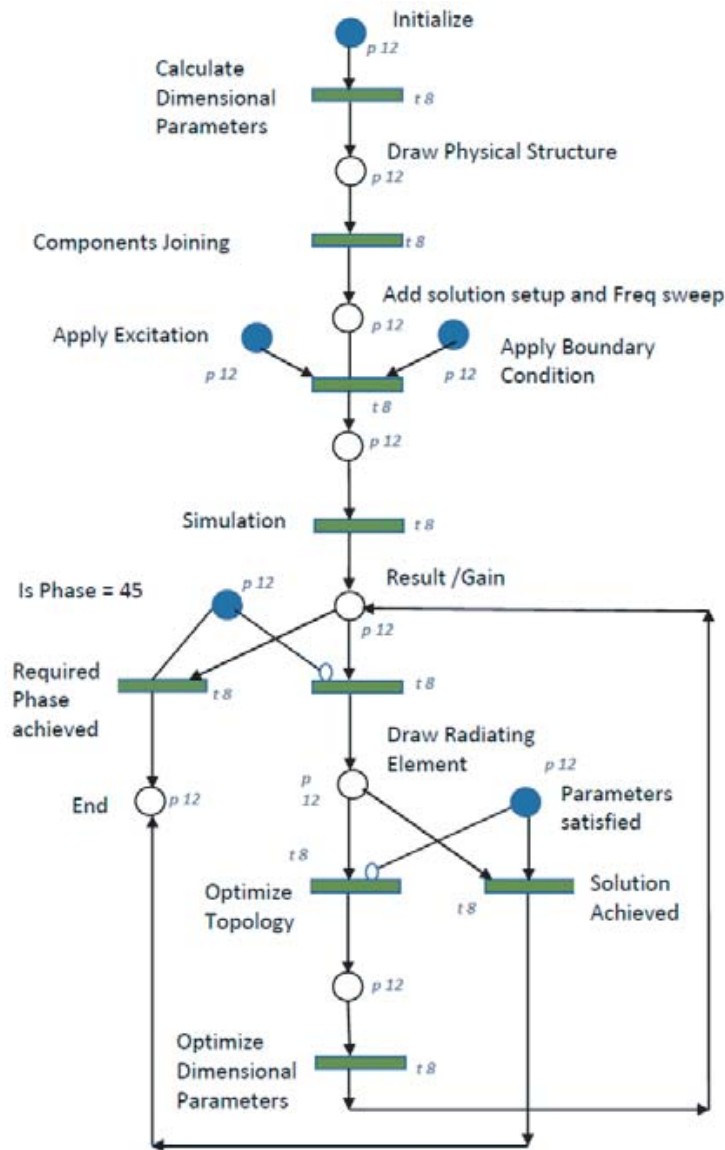 Initialize
p 12
Calculate
Dimensional
Parameters
t 8
Draw Physical Structure
p 12
Components Joining
t 8
Add solution setup and Freq sweep
p 12
Apply Excitation
p 12
Apply Boundary
Condition
p 12
t 8
p 12
Simulation
t 8
Is Phase = 45
p 12
Result /Gain
p 12
Required
Phase
achieved
t 8
t 8
Draw Radiating
Element
p
12
End
p 12
p 12
Parameters
satisfied
t 8
Optimize
Topology
t 8
Solution
Achieved
p 12
Optimize
Dimensional
Parameters
t 8